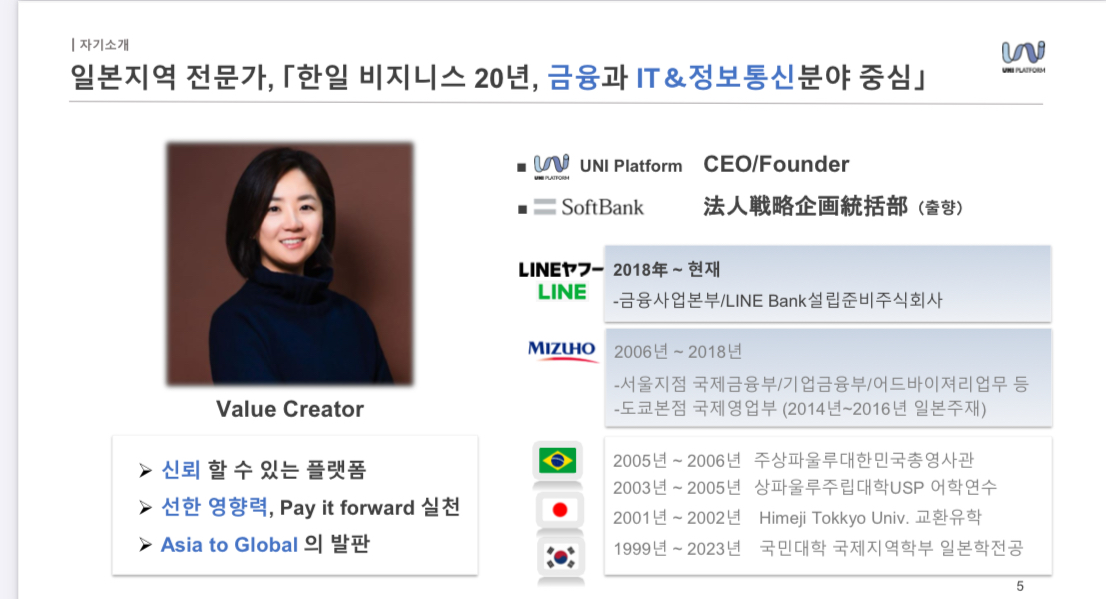 | 자기소개
일본지역 전문가, 「한일 비지니스 20년, 금융과 IT&정보통신분야 중심」
UNI PLATFORM
Value Creator
➢ 신뢰 할 수 있는 플랫폼
➢ 선한 영향력, Pay it forward 실천
➢ Asia to Global 의 발판
■ UNI PLATFORM UNI Platform CEO/Founder
■ SoftBank 法人戦略企画統括部 (출향)
LINEヤフー
LINE
2018年 ~ 현재
-금융사업본부/LINE Bank설립준비주식회사
MIZUHO
2006년 ~ 2018년
-서울지점 국제금융부/기업금융부/어드바이져리업무 등
-도쿄본점 국제영업부 (2014년~2016년 일본주재)
2005년 ~ 2006년 주상파울루대한민국총영사관
2003년 ~ 2005년 상파울루주립대학USP 어학연수
2001년 ~ 2002년 Himeji Tokkyo Univ. 교환유학
1999년 ~ 2023년 국민대학 국제지역학부 일본학전공
5